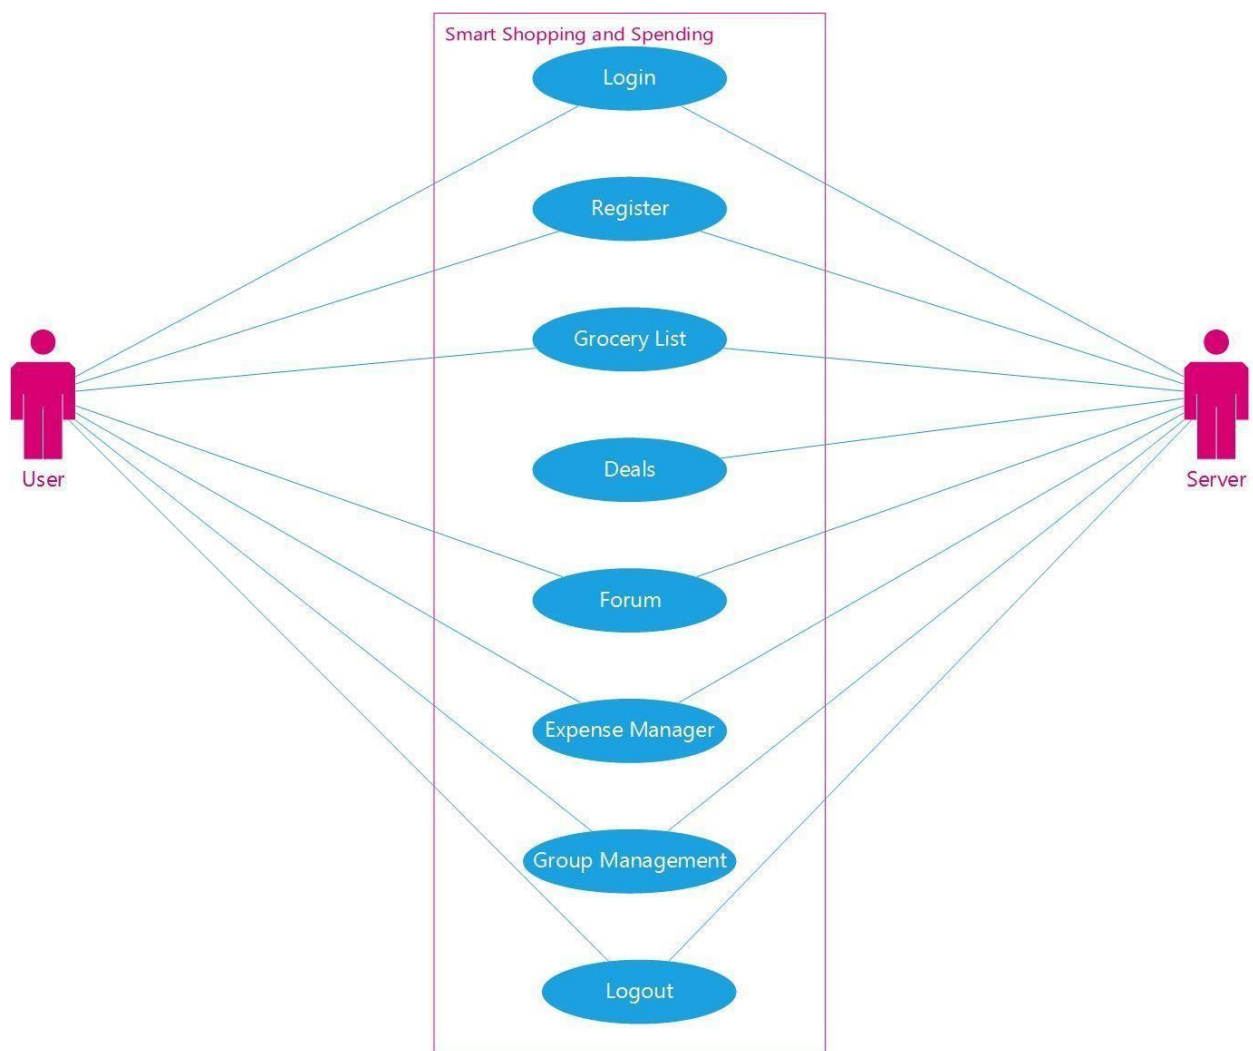 Smart Shopping and Spending
Login
Register
Grocery List
Deals
User
Server
Forum
Expense Manager
Group Management
Logout